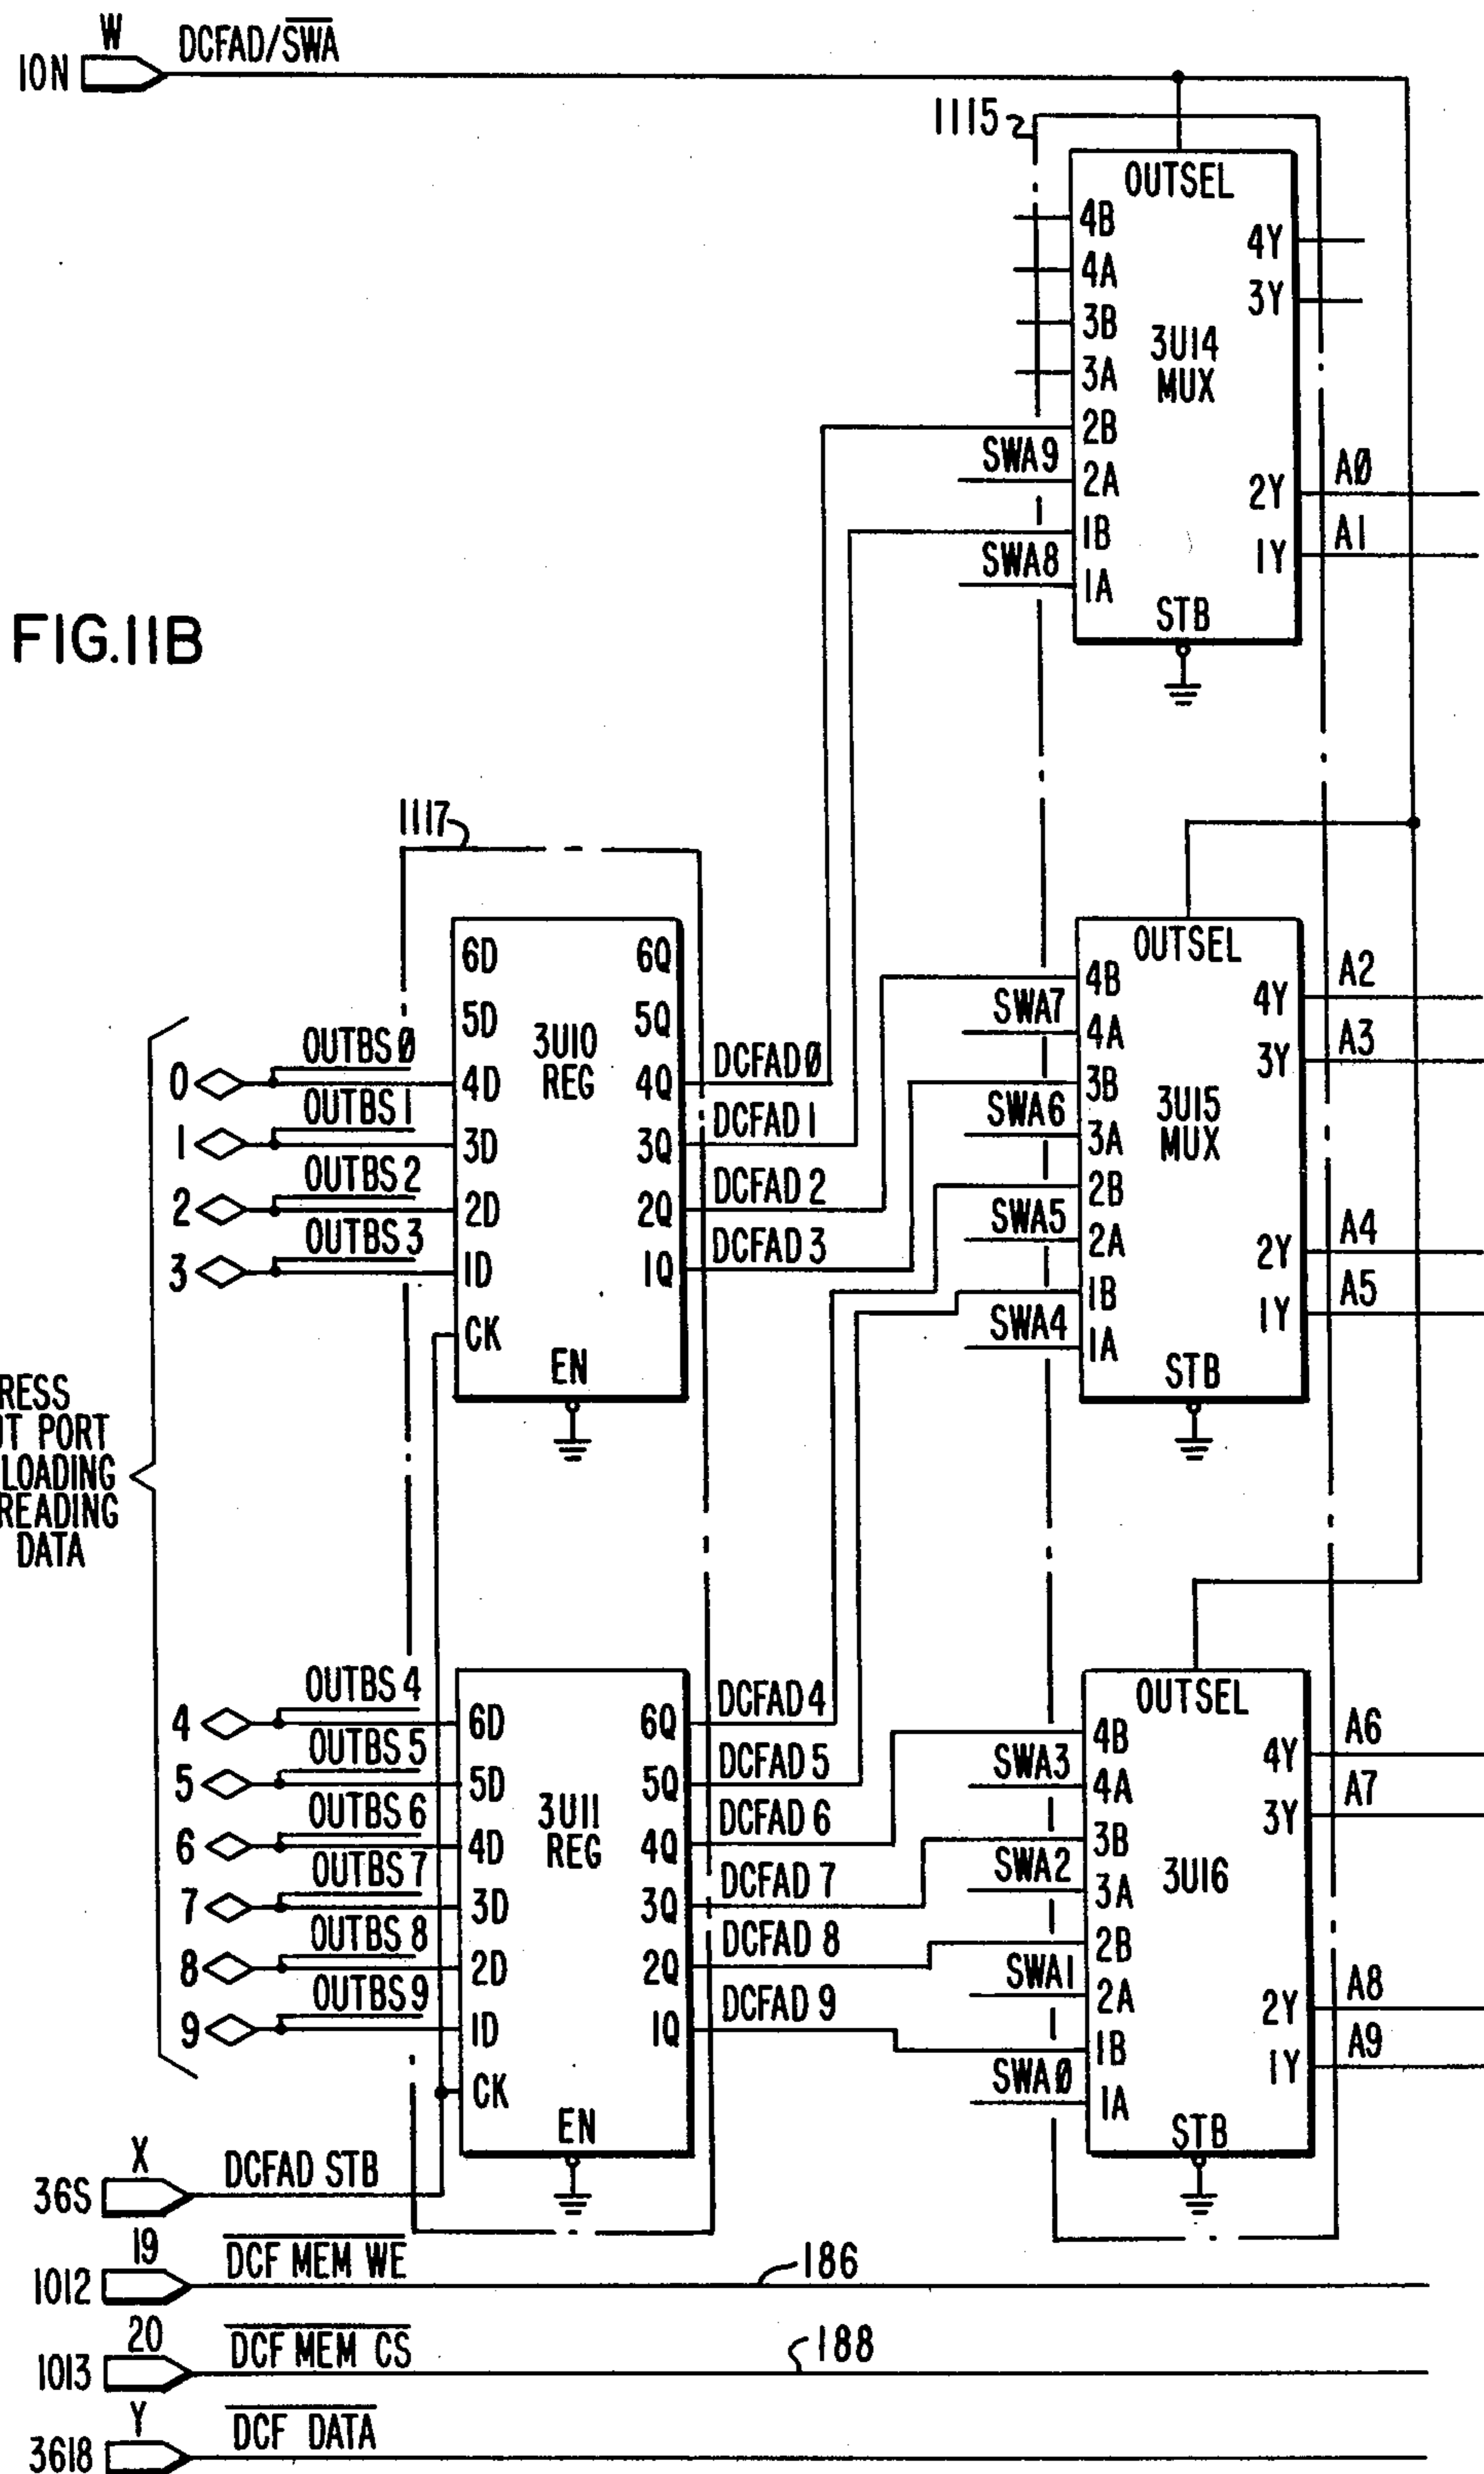 W
10N DCFAD/SWA
1115
OUTSEL
4B
4A
3B
3A
2B
SWA9 2A
1B
SWA8 1A
3U14
MUX
4Y
3Y
2Y A0
1Y A1
STB
FIG.11B
1117
6D 6Q
5D 5Q
3U10
REG
0 OUTBS 0 4D 4Q DCFAD 0
1 OUTBS 1 3D 3Q DCFAD 1
2 OUTBS 2 2D 2Q DCFAD 2
3 OUTBS 3 1D 1Q DCFAD 3
CK
EN
OUTSEL
4B
SWA7 4A
3B
SWA6 3A
2B
SWA5 2A
1B
SWA4 1A
3U15
MUX
4Y A2
3Y A3
2Y A4
1Y A5
STB
RESS
UT PORT
LOADING
READING
DATA
4 OUTBS 4 6D 6Q DCFAD 4
5 OUTBS 5 5D 5Q DCFAD 5
6 OUTBS 6 4D 4Q DCFAD 6
7 OUTBS 7 3D 3Q DCFAD 7
8 OUTBS 8 2D 2Q DCFAD 8
9 OUTBS 9 1D 1Q DCFAD 9
3U11
REG
CK
EN
OUTSEL
4B
SWA3 4A
3B
SWA2 3A
2B
SWA1 2A
1B
SWA0 1A
3U16
4Y A6
3Y A7
2Y A8
1Y A9
STB
X
36S DCFAD STB
19
1012 DCF MEM WE 186
20
1013 DCF MEM CS 188
Y
3618 DCF DATA